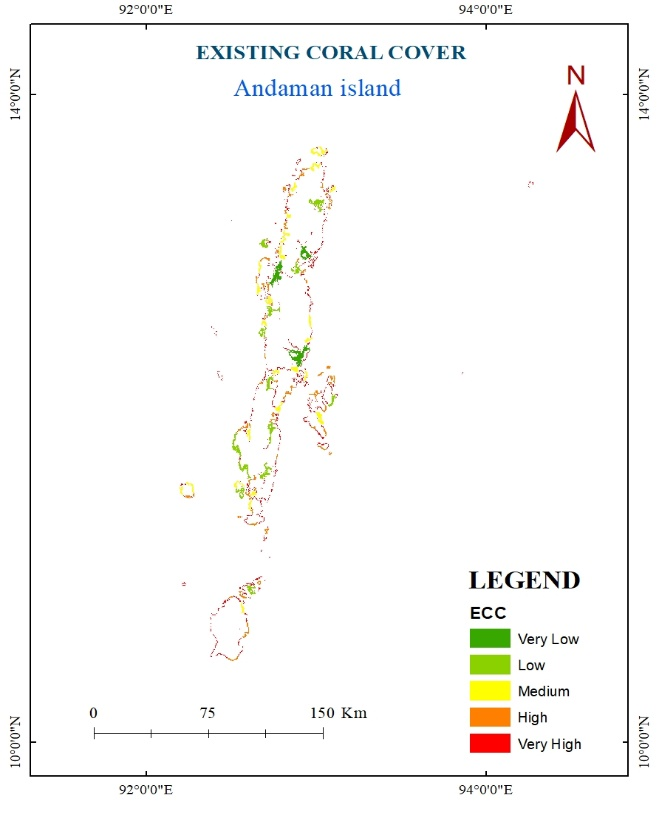 92°0'0"E
94°0'0"E
EXISTING CORAL COVER
Andaman island
N
14°0'0"N
14°0'0"N
LEGEND
ECC
Very Low
Low
Medium
High
Very High
0
75
150 Km
10°0'0"N
10°0'0"N
92°0'0"E
94°0'0"E